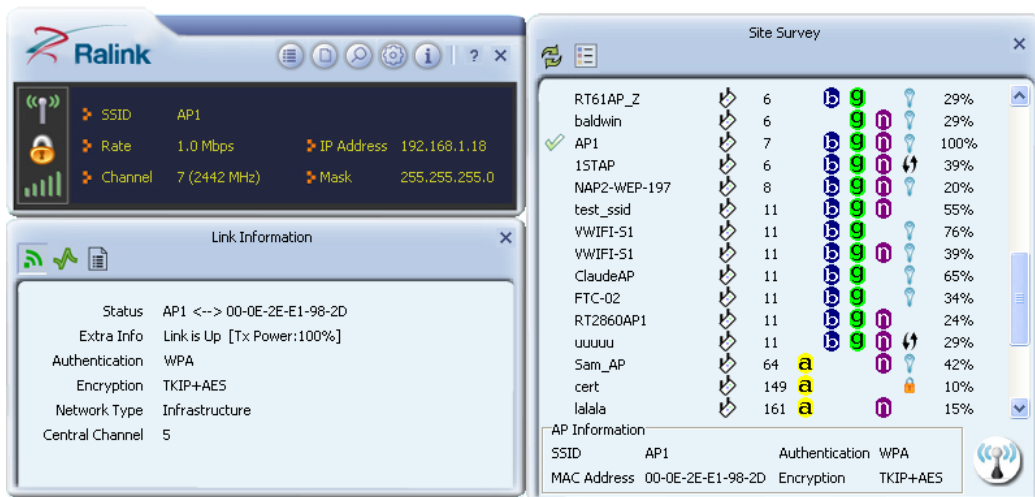 Ralink
? ×
SSID AP1
Rate 1.0 Mbps IP Address 192.168.1.18
Channel 7 (2442 MHz) Mask 255.255.255.0
Link Information ×
Status AP1 <--> 00-0E-2E-E1-98-2D
Extra Info Link is Up [Tx Power:100%]
Authentication WPA
Encryption TKIP+AES
Network Type Infrastructure
Central Channel 5
Site Survey ×
RT61AP_Z 6 b g 29%
baldwin 6 g n 29%
AP1 7 b g n 100%
1STAP 6 b g n 39%
NAP2-WEP-197 8 b g n 20%
test_ssid 11 b g n 55%
VWIFI-S1 11 b g 76%
VWIFI-S1 11 b g n 39%
ClaudeAP 11 b g 65%
FTC-02 11 b g 34%
RT2860AP1 11 b g n 24%
uuuuu 11 b g n 29%
Sam_AP 64 a n 42%
cert 149 a 10%
lalala 161 a n 15%
AP Information
SSID AP1 Authentication WPA
MAC Address 00-0E-2E-E1-98-2D Encryption TKIP+AES